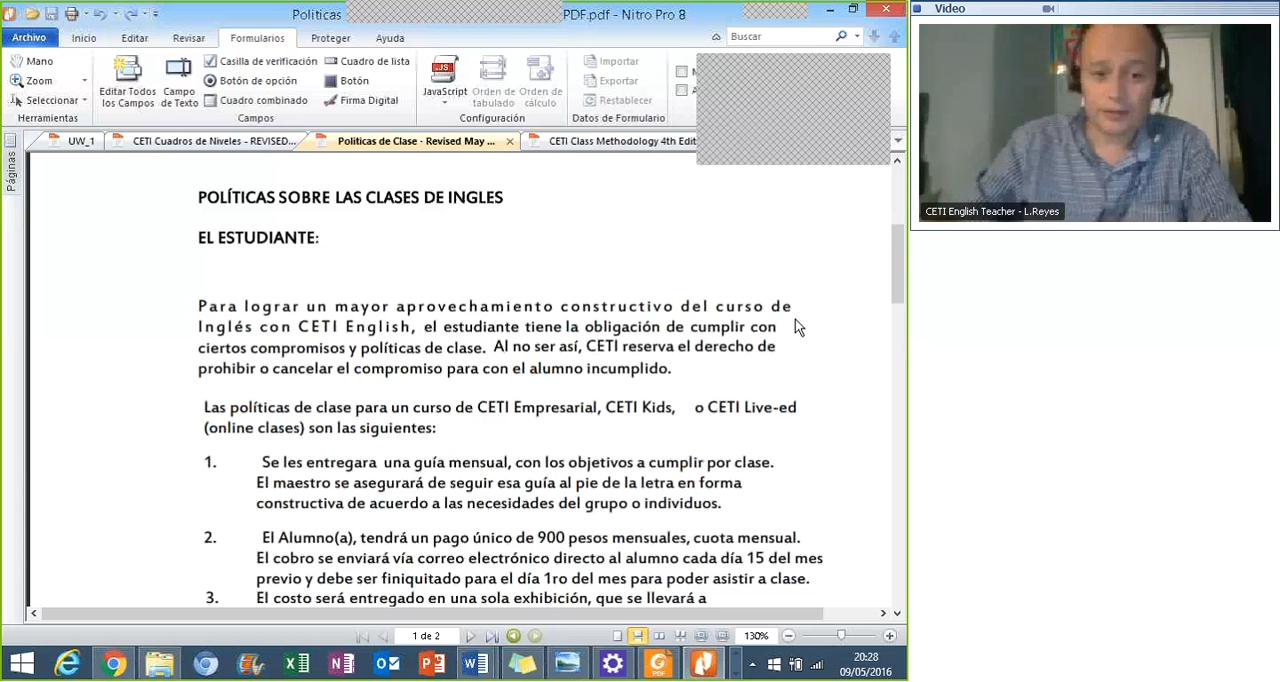 Politicas
PDF.pdf - Nitro Pro 8
Video
Archivo
Inicio
Editar
Revisar
Formularios
Proteger
Ayuda
Buscar
Mano
Zoom
Seleccionar
Herramientas
Editar Todos
los Campos
Campo
de Texto
Casilla de verificación
Botón de opción
Cuadro combinado
Cuadro de lista
Botón
Firma Digital
Campos
JS
JavaScript
Orden de
tabulado
Orden de
cálculo
Configuración
Importar
Exportar
Restablecer
Datos de Formulario
UW_1
CETI Cuadros de Niveles - REVISED...
Políticas de Clase - Revised May ...
CETI Class Methodology 4th Edit
Páginas
POLÍTICAS SOBRE LAS CLASES DE INGLES
EL ESTUDIANTE:
Para lograr un mayor aprovechamiento constructivo del curso de
Inglés con CETI English, el estudiante tiene la obligación de cumplir con
ciertos compromisos y políticas de clase. Al no ser así, CETI reserva el derecho de
prohibir o cancelar el compromiso para con el alumno incumplido.
Las políticas de clase para un curso de CETI Empresarial, CETI Kids, o CETI Live-ed
(online clases) son las siguientes:
1. Se les entregara una guía mensual, con los objetivos a cumplir por clase.
El maestro se asegurará de seguir esa guía al pie de la letra en forma
constructiva de acuerdo a las necesidades del grupo o individuos.
2. El Alumno(a), tendrá un pago único de 900 pesos mensuales, cuota mensual.
El cobro se enviará vía correo electrónico directo al alumno cada día 15 del mes
previo y debe ser finiquitado para el día 1ro del mes para poder asistir a clase.
3. El costo será entregado en una sola exhibición, que se llevará a
1 de 2
130%
CETI English Teacher - L.Reyes
20:28
09/05/2016